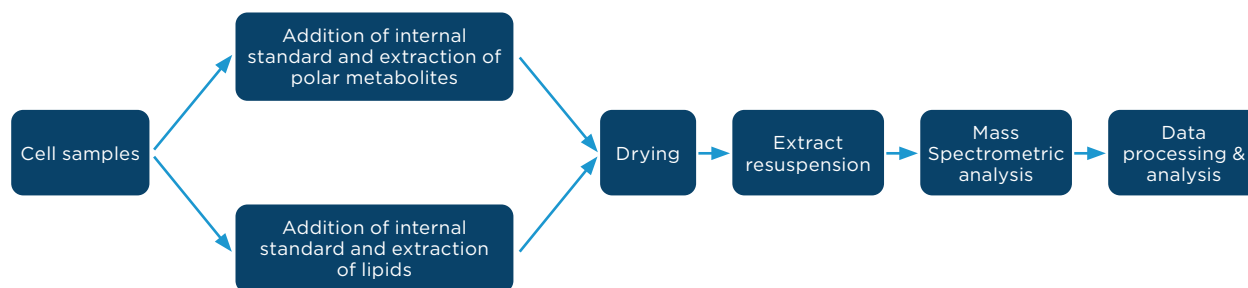 Addition of internal
standard and extraction of
polar metabolites
Cell samples
Drying
Extract
resuspension
Mass
Spectrometric
analysis
Data
processing &
analysis
Addition of internal
standard and extraction
of lipids